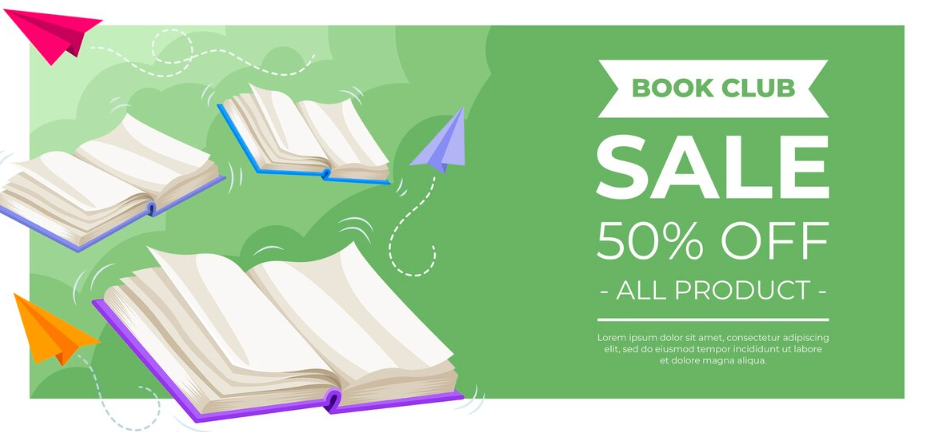 BOOK CLUB
SALE
50% OFF
- ALL PRODUCT -
Lorem ipsum dolor sit amet, consectetur adipiscing
elit, sed do eiusmod tempor incididunt ut labore
et dolore magna aliqua.